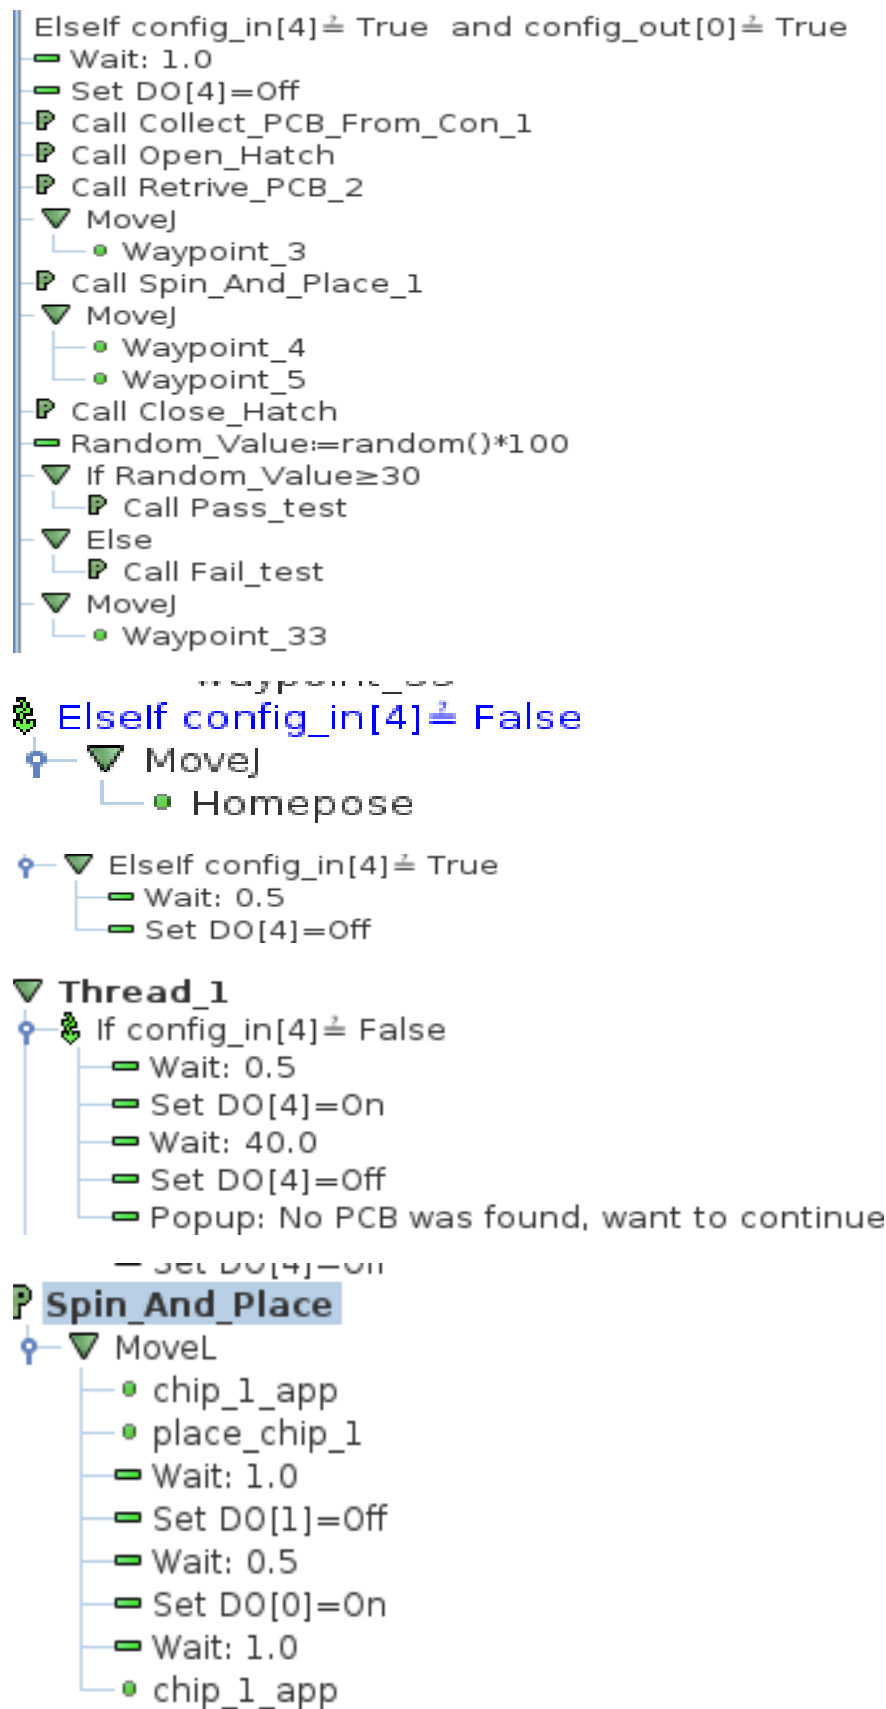 ElseIf config_in[4]≟ True  and config_out[0]≟ True
Wait: 1.0
Set DO[4]=Off
Call Collect_PCB_From_Con_1
Call Open_Hatch
Call Retrive_PCB_2
MoveJ
Waypoint_3
Call Spin_And_Place_1
MoveJ
Waypoint_4
Waypoint_5
Call Close_Hatch
Random_Value:=random()*100
If Random_Value≥30
Call Pass_test
Else
Call Fail_test
MoveJ
Waypoint_33
ElseIf config_in[4]≟ False
MoveJ
Homepose
ElseIf config_in[4]≟ True
Wait: 0.5
Set DO[4]=Off
Thread_1
If config_in[4]≟ False
Wait: 0.5
Set DO[4]=On
Wait: 40.0
Set DO[4]=Off
Popup: No PCB was found, want to continue
Set DO[4]=Off
Spin_And_Place
MoveL
chip_1_app
place_chip_1
Wait: 1.0
Set DO[1]=Off
Wait: 0.5
Set DO[0]=On
Wait: 1.0
chip_1_app